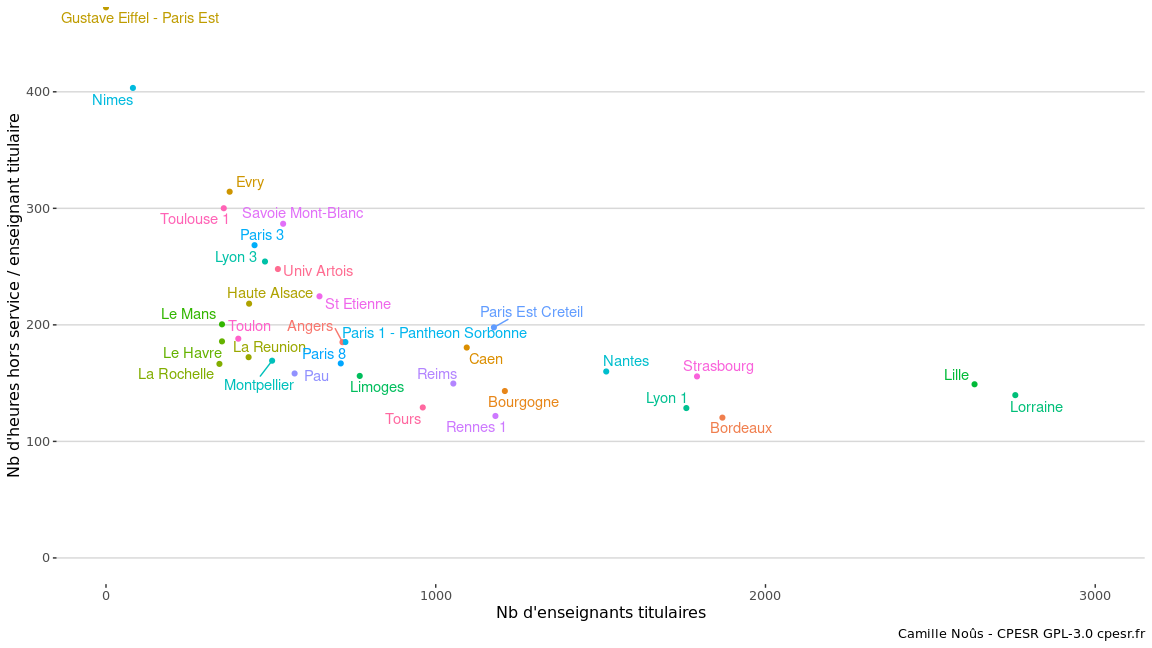 Gustave Eiffel - Paris Est
400
Nimes
Evry
300
Toulouse 1
Savoie Mont-Blanc
Paris 3
Lyon 3
Univ Artois
Haute Alsace
St Etienne
Le Mans
Paris Est Creteil
200
Toulon
Angers
Paris 1 - Pantheon Sorbonne
Le Havre
La Reunion
Paris 8
Caen
Nantes
La Rochelle
Montpellier
Pau
Limoges
Reims
Strasbourg
Lille
Bourgogne
Lyon 1
Lorraine
Tours
Rennes 1
Bordeaux
100
0
0
1000
2000
3000
Nb d'heures hors service / enseignant titulaire
Nb d'enseignants titulaires
Camille Noûs - CPESR GPL-3.0 cpesr.fr